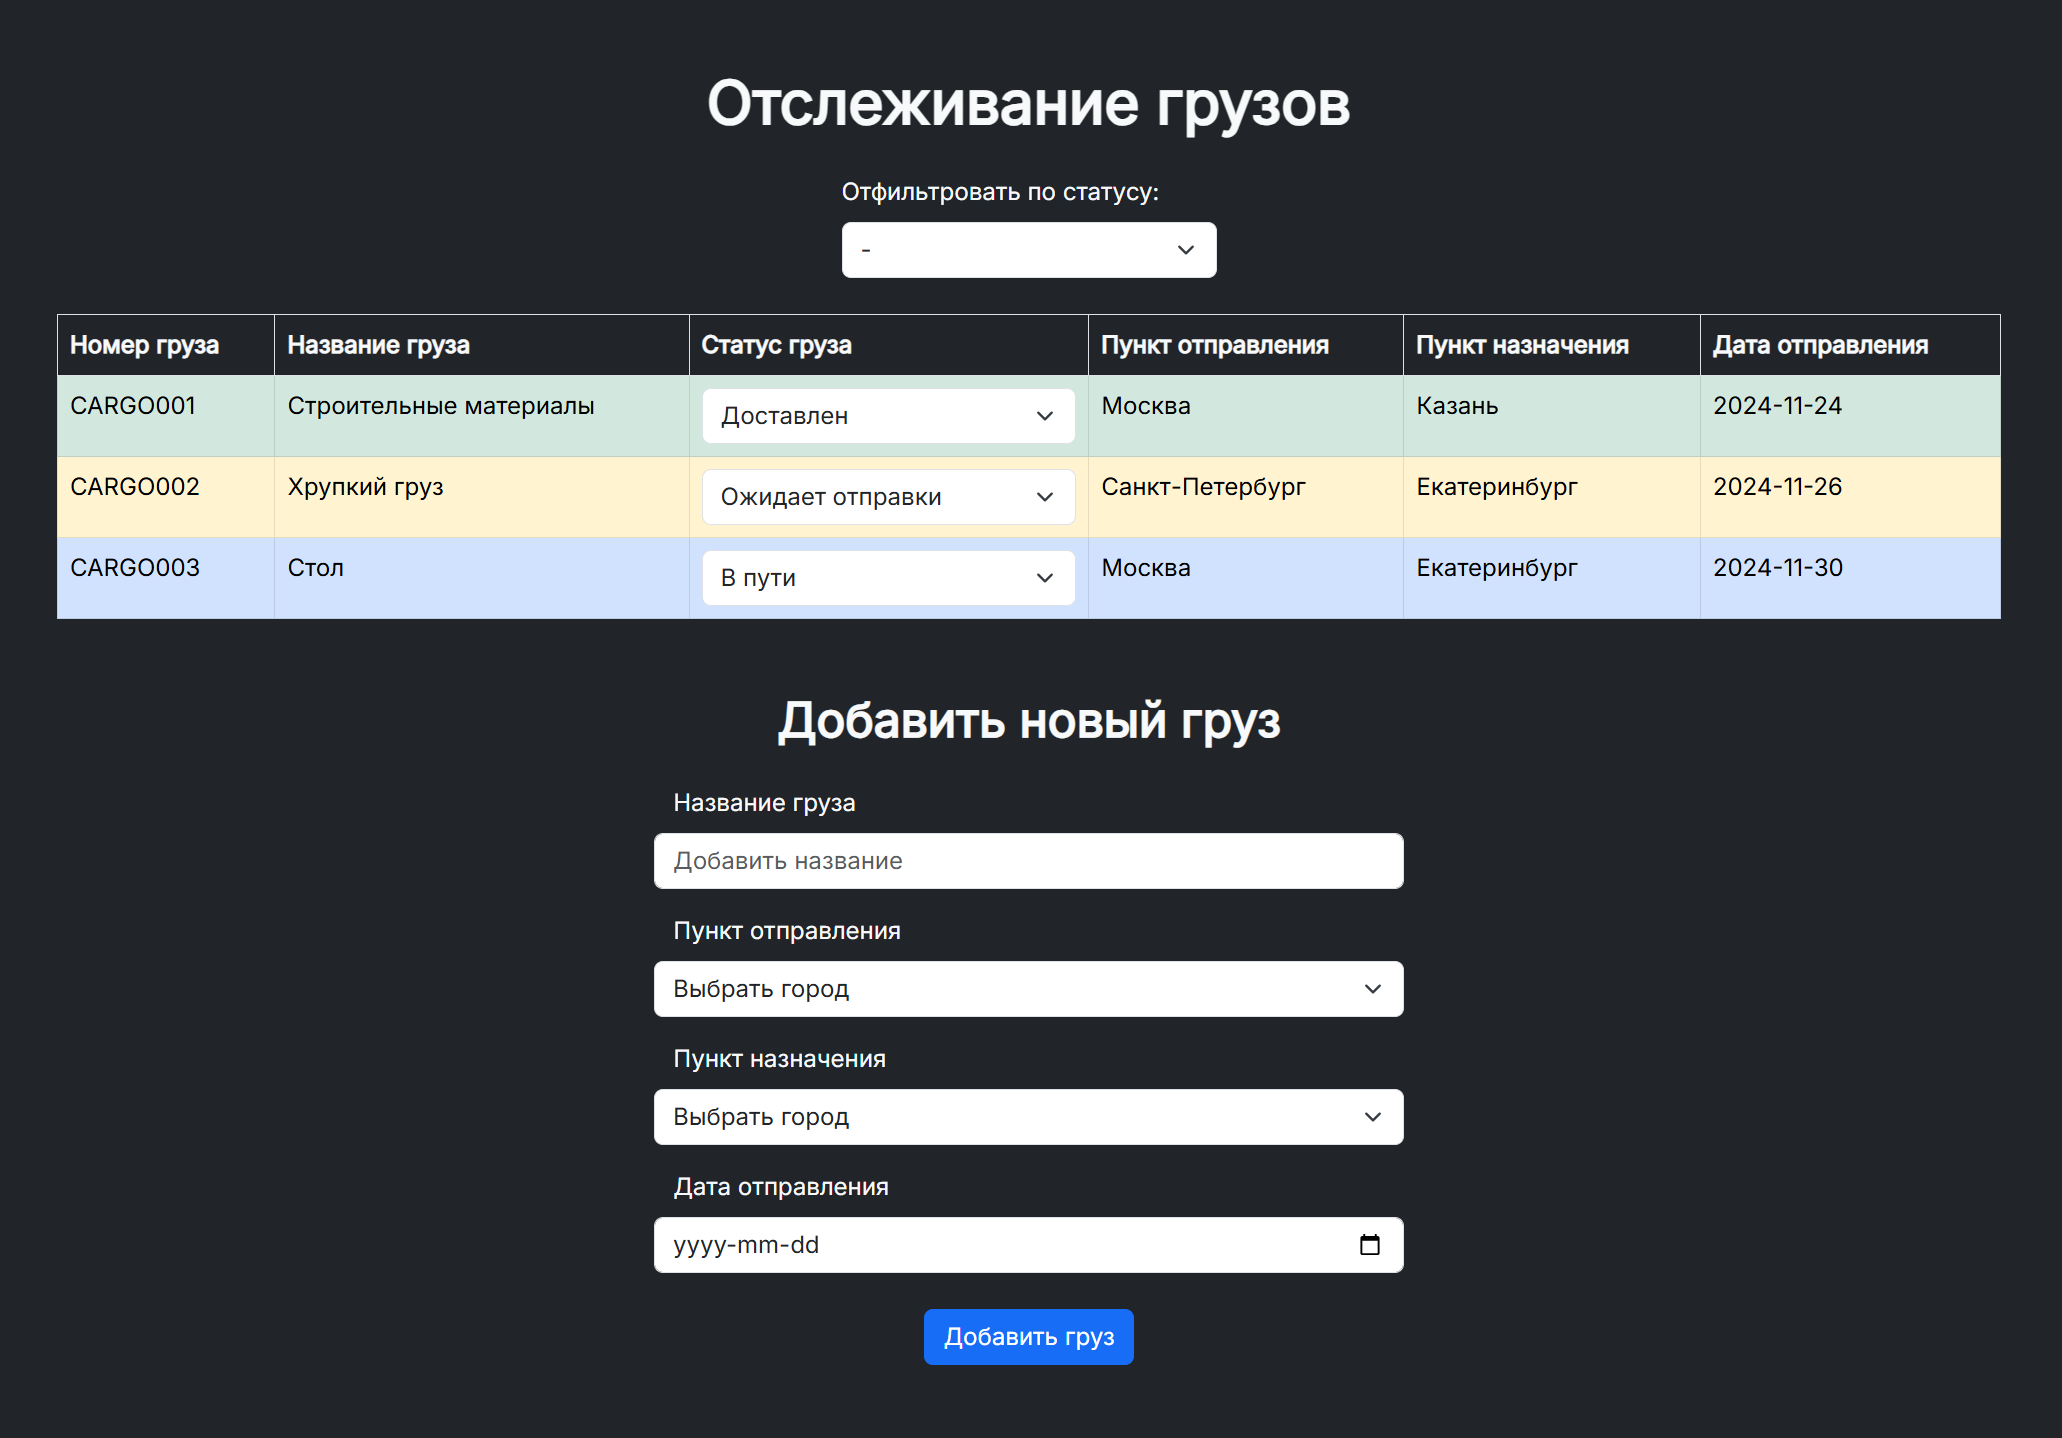 Отслеживание грузов
Отфильтровать по статусу:
-
Номер груза Название груза Статус груза Пункт отправления Пункт назначения Дата отправления
CARGO001 Строительные материалы Доставлен Москва Казань 2024-11-24
CARGO002 Хрупкий груз Ожидает отправки Санкт-Петербург Екатеринбург 2024-11-26
CARGO003 Стол В пути Москва Екатеринбург 2024-11-30
Добавить новый груз
Название груза
Добавить название
Пункт отправления
Выбрать город
Пункт назначения
Выбрать город
Дата отправления
yyyy-mm-dd
Добавить груз